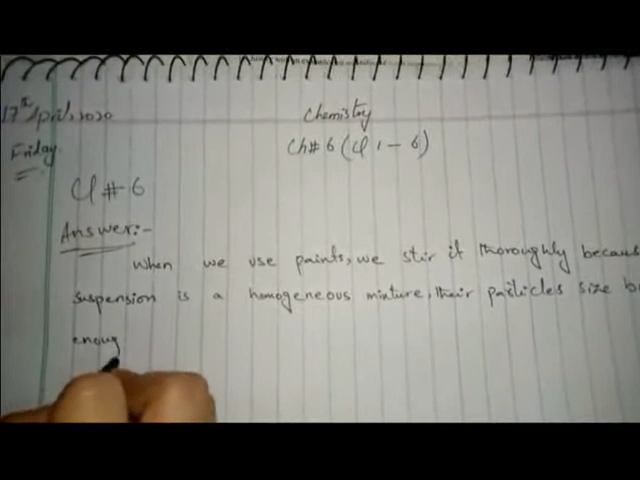 17th April, 2020
Chemistry
Friday
Ch# 6 (Q 1 - 6)
Q # 6
Answer:-
When we use paints, we stir it thoroughly becaus
suspension is a homogeneous mixture, their particles size b
enoug